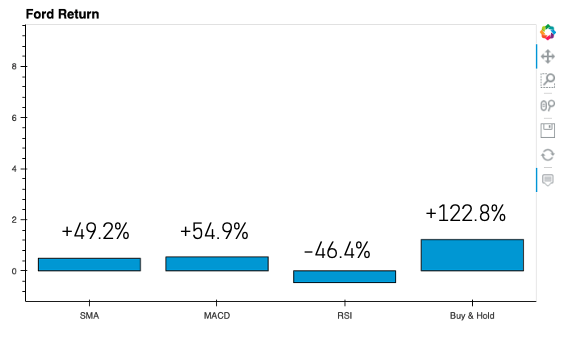 Ford Return
8
6
4
2
0
+49.2%
+54.9%
-46.4%
+122.8%
SMA
MACD
RSI
Buy & Hold